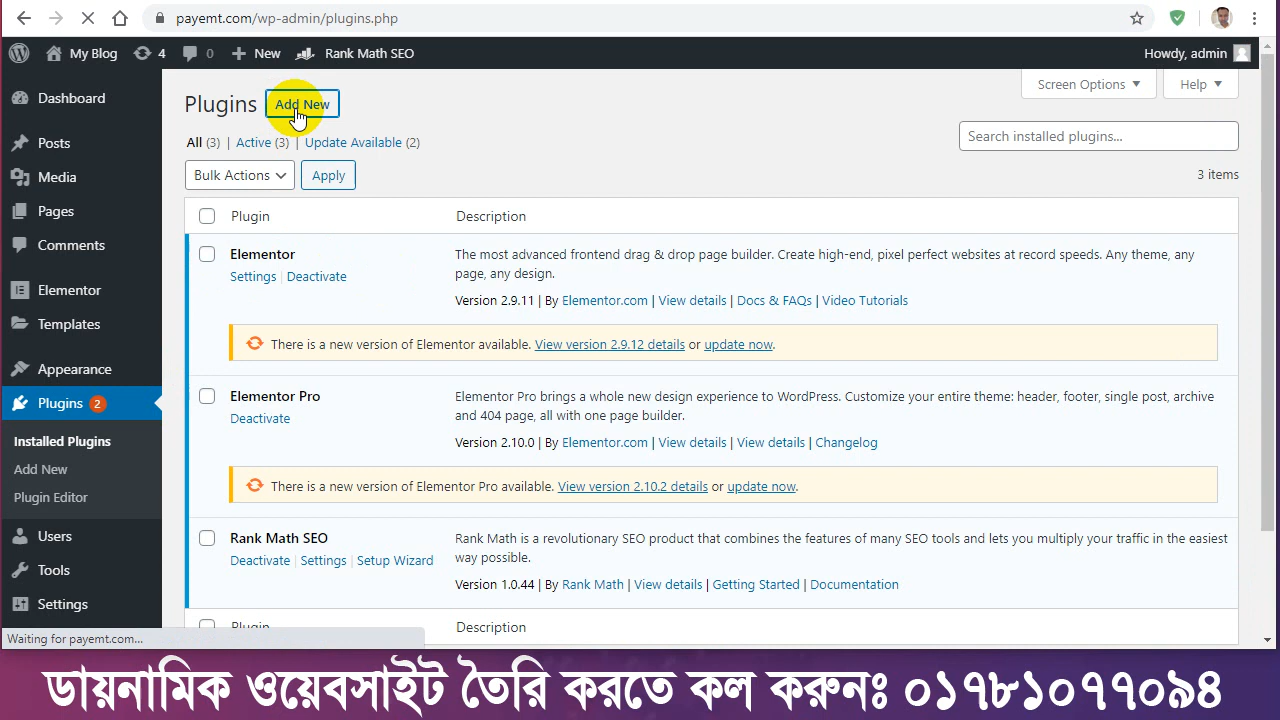 payemt.com/wp-admin/plugins.php
My Blog 4 0 New Rank Math SEO Howdy, admin
Screen Options Help
Dashboard
Posts
Media
Pages
Comments
Elementor
Templates
Appearance
Plugins 2
Installed Plugins
Add New
Plugin Editor
Users
Tools
Settings
Plugins Add New
All (3) | Active (3) | Update Available (2)
Search installed plugins...
Bulk Actions Apply
3 items
Plugin Description
Elementor
Settings | Deactivate
The most advanced frontend drag & drop page builder. Create high-end, pixel perfect websites at record speeds. Any theme, any
page, any design.
Version 2.9.11 | By Elementor.com | View details | Docs & FAQs | Video Tutorials
There is a new version of Elementor available. View version 2.9.12 details or update now.
Elementor Pro
Deactivate
Elementor Pro brings a whole new design experience to WordPress. Customize your entire theme: header, footer, single post, archive
and 404 page, all with one page builder.
Version 2.10.0 | By Elementor.com | View details | View details | Changelog
There is a new version of Elementor Pro available. View version 2.10.2 details or update now.
Rank Math SEO
Deactivate | Settings | Setup Wizard
Rank Math is a revolutionary SEO product that combines the features of many SEO tools and lets you multiply your traffic in the easiest
way possible.
Version 1.0.44 | By Rank Math | View details | Getting Started | Documentation
Plugin Description
Waiting for payemt.com...
ডায়নামিক ওয়েবসাইট তৈরি করতে কল করুনঃ ০১৭৮১০৭৭০৯৪